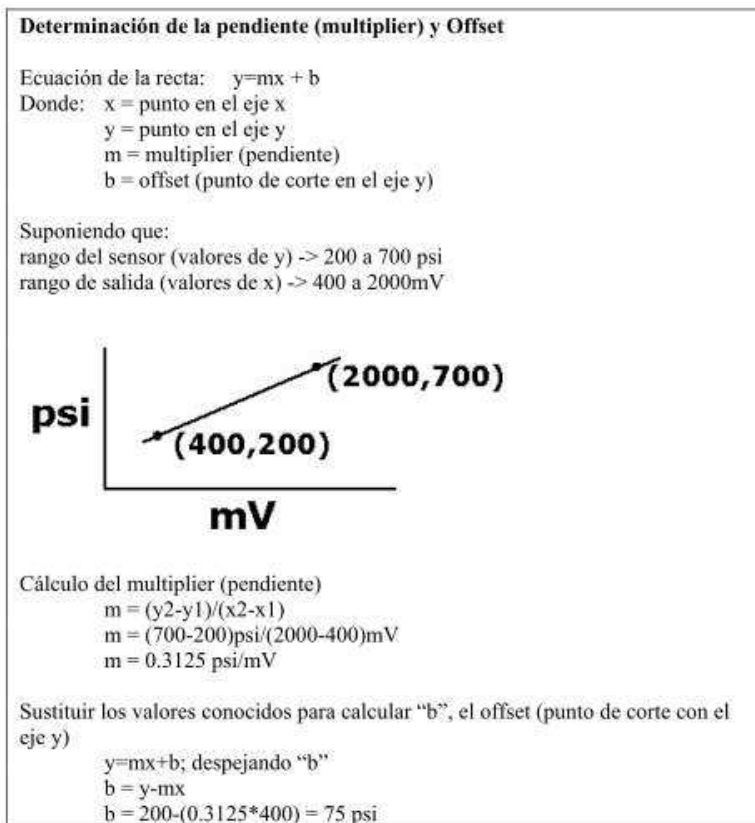 Determinación de la pendiente (multiplier) y Offset
Ecuación de la recta: y=mx + b
Donde: x = punto en el eje x
y = punto en el eje y
m = multiplier (pendiente)
b = offset (punto de corte en el eje y)
Suponiendo que:
rango del sensor (valores de y) -> 200 a 700 psi
rango de salida (valores de x) -> 400 a 2000mV
(2000,700)
psi
(400,200)
mV
Cálculo del multiplier (pendiente)
m = (y2-y1)/(x2-x1)
m = (700-200)psi/(2000-400)mV
m = 0.3125 psi/mV
Sustituir los valores conocidos para calcular “b”, el offset (punto de corte con el
eje y)
y=mx+b; despejando “b”
b = y-mx
b = 200-(0.3125*400) = 75 psi